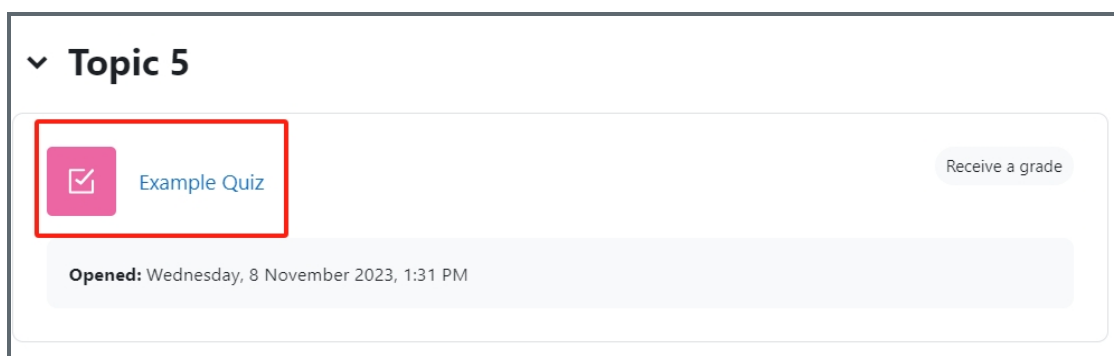 Topic 5
Example Quiz
Receive a grade
Opened: Wednesday, 8 November 2023, 1:31 PM